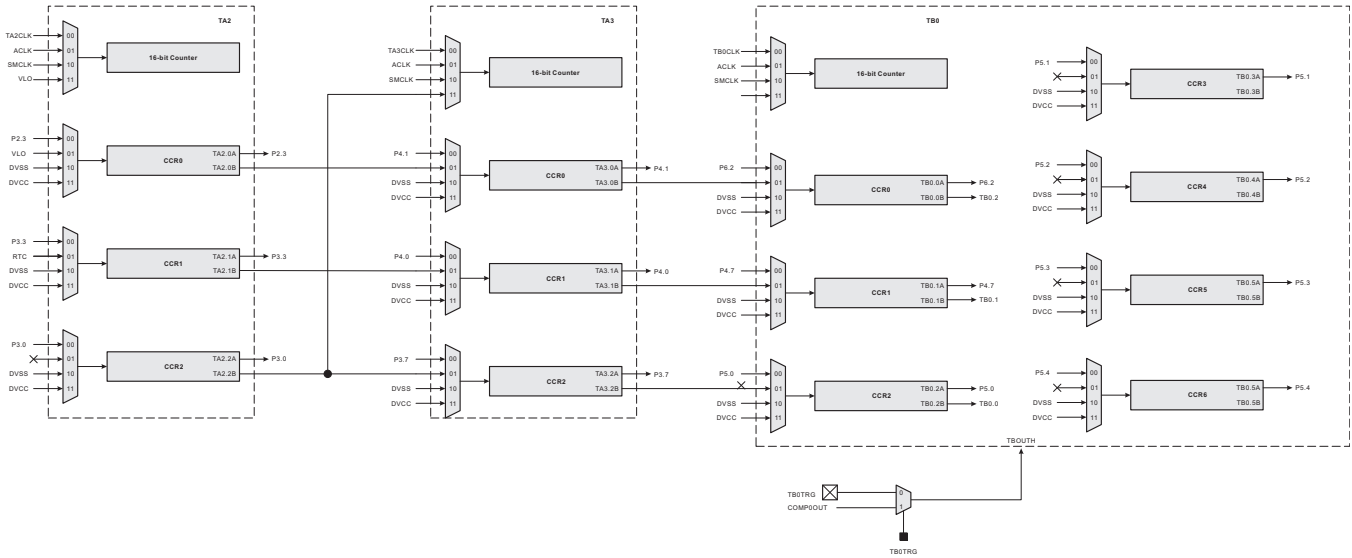 TA2
TA2CLK
00
ACLK
01
SMCLK
10
VLO
11
16-bit Counter
P2.3
00
VLO
01
DVSS
10
DVCC
11
CCR0
TA2.0A
P2.3
TA2.0B
P3.3
00
RTC
01
DVSS
10
DVCC
11
CCR1
TA2.1A
P3.3
TA2.1B
P3.0
00
01
DVSS
10
DVCC
11
CCR2
TA2.2A
P3.0
TA2.2B
TA3
TA3CLK
00
ACLK
01
SMCLK
10
11
16-bit Counter
P4.1
00
01
DVSS
10
DVCC
11
CCR0
TA3.0A
P4.1
TA3.0B
P4.0
00
01
DVSS
10
DVCC
11
CCR1
TA3.1A
P4.0
TA3.1B
P3.7
00
01
DVSS
10
DVCC
11
CCR2
TA3.2A
P3.7
TA3.2B
TB0
TB0CLK
00
ACLK
01
SMCLK
10
11
16-bit Counter
P6.2
00
01
DVSS
10
DVCC
11
CCR0
TB0.0A
P6.2
TB0.0B
TB0.2
P4.7
00
01
DVSS
10
DVCC
11
CCR1
TB0.1A
P4.7
TB0.1B
TB0.1
P5.0
00
01
DVSS
10
DVCC
11
CCR2
TB0.2A
P5.0
TB0.2B
TB0.0
P5.1
00
01
DVSS
10
DVCC
11
CCR3
TB0.3A
P5.1
TB0.3B
P5.2
00
01
DVSS
10
DVCC
11
CCR4
TB0.4A
P5.2
TB0.4B
P5.3
00
01
DVSS
10
DVCC
11
CCR5
TB0.5A
P5.3
TB0.5B
P5.4
00
01
DVSS
10
DVCC
11
CCR6
TB0.5A
P5.4
TB0.5B
TBOUTH
TB0TRG
0
COMP0OUT
1
TB0TRG